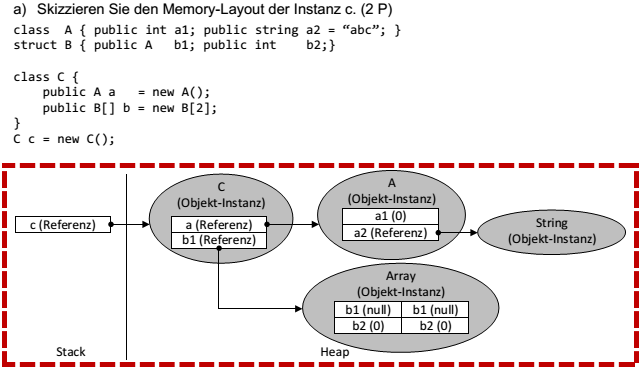 a) Skizzieren Sie den Memory-Layout der Instanz c. (2 P)
class A { public int a1; public string a2 = “abc”; }
struct B { public A b1; public int b2;}
class C {
public A a = new A();
public B[] b = new B[2];
}
C c = new C();
c (Referenz)
C
(Objekt-Instanz)
a (Referenz)
b1 (Referenz)
A
(Objekt-Instanz)
a1 (0)
a2 (Referenz)
String
(Objekt-Instanz)
Array
(Objekt-Instanz)
b1 (null) b1 (null)
b2 (0) b2 (0)
Stack
Heap